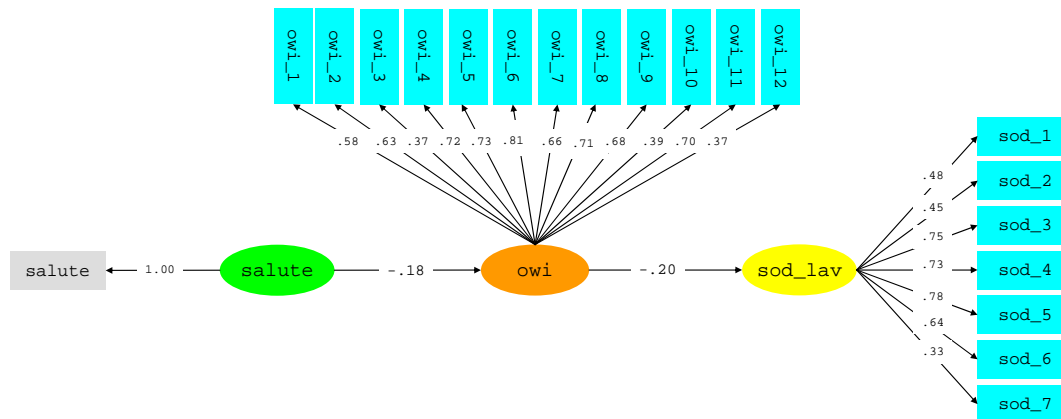 owi_1
owi_2
owi_3
owi_4
owi_5
owi_6
owi_7
owi_8
owi_9
owi_10
owi_11
owi_12
.58
.63
.37
.72
.73
.81
.66
.71
.68
.39
.70
.37
salute
1.00
salute
-.18
owi
-.20
sod_lav
.48
.45
.75
.73
.78
.64
.33
sod_1
sod_2
sod_3
sod_4
sod_5
sod_6
sod_7